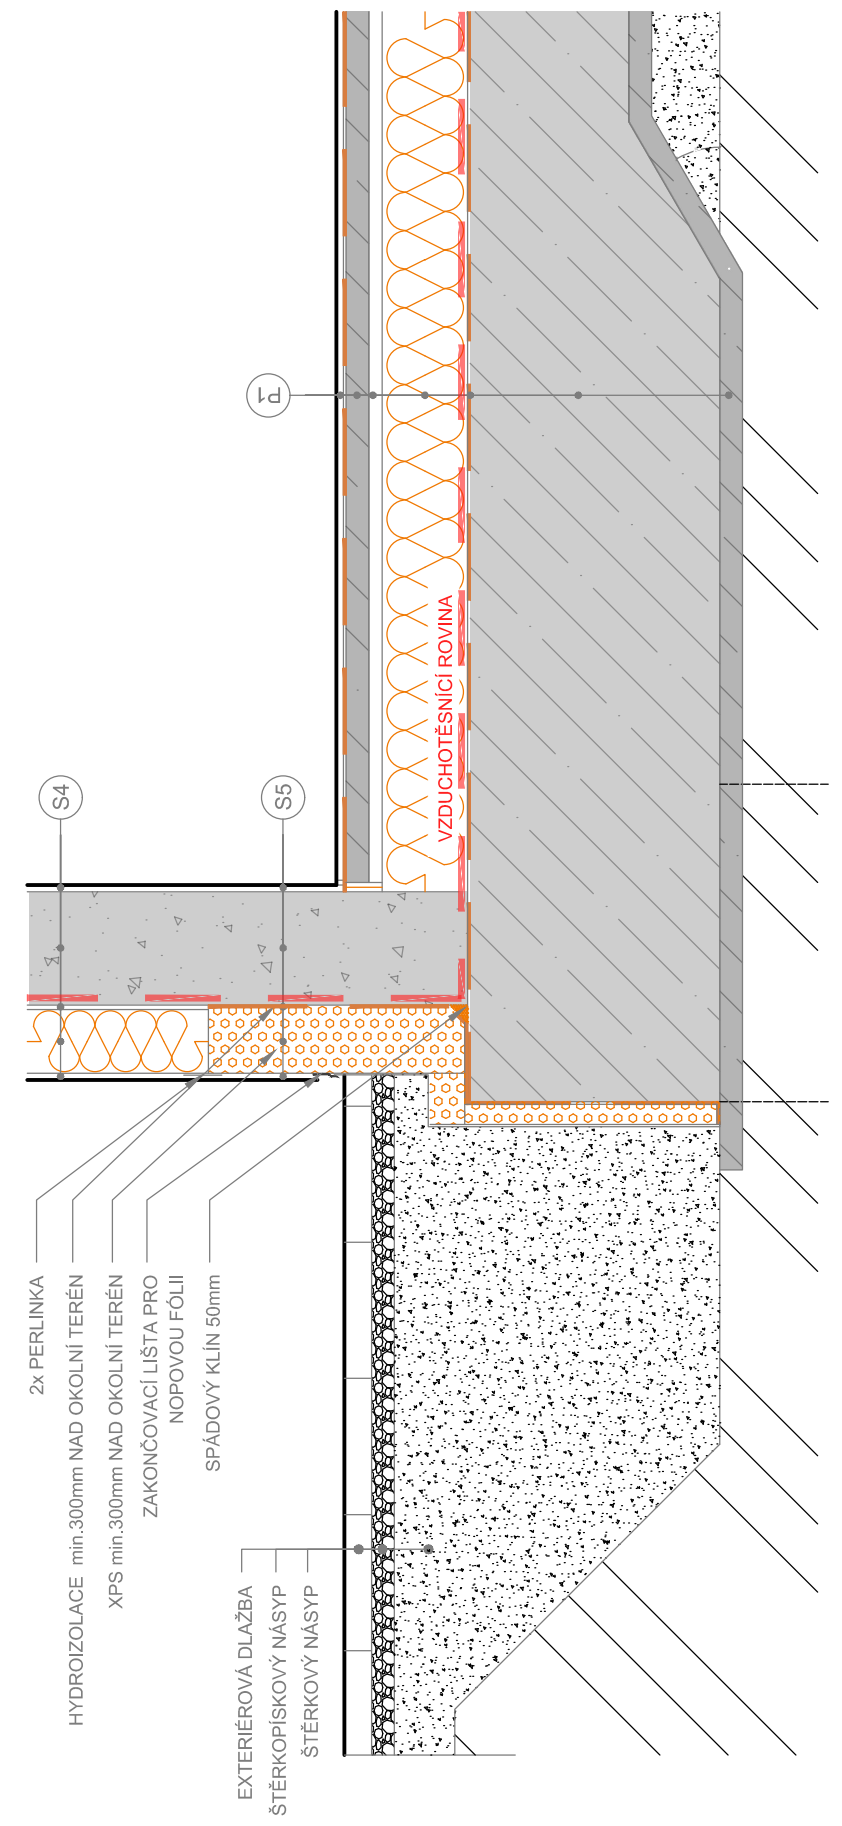 P1
S4
S5
VZDUCHOTĚSNÍCÍ ROVINA
2x PERLINKA
HYDROIZOLACE min.300mm NAD OKOLNÍ TERÉN
XPS min.300mm NAD OKOLNÍ TERÉN
ZAKONČOVACÍ LIŠTA PRO
NOPOVOU FÓLII
SPÁDOVÝ KLÍN 50mm
EXTERIÉROVÁ DLAŽBA
ŠTĚRKOPÍSKOVÝ NÁSYP
ŠTĚRKOVÝ NÁSYP